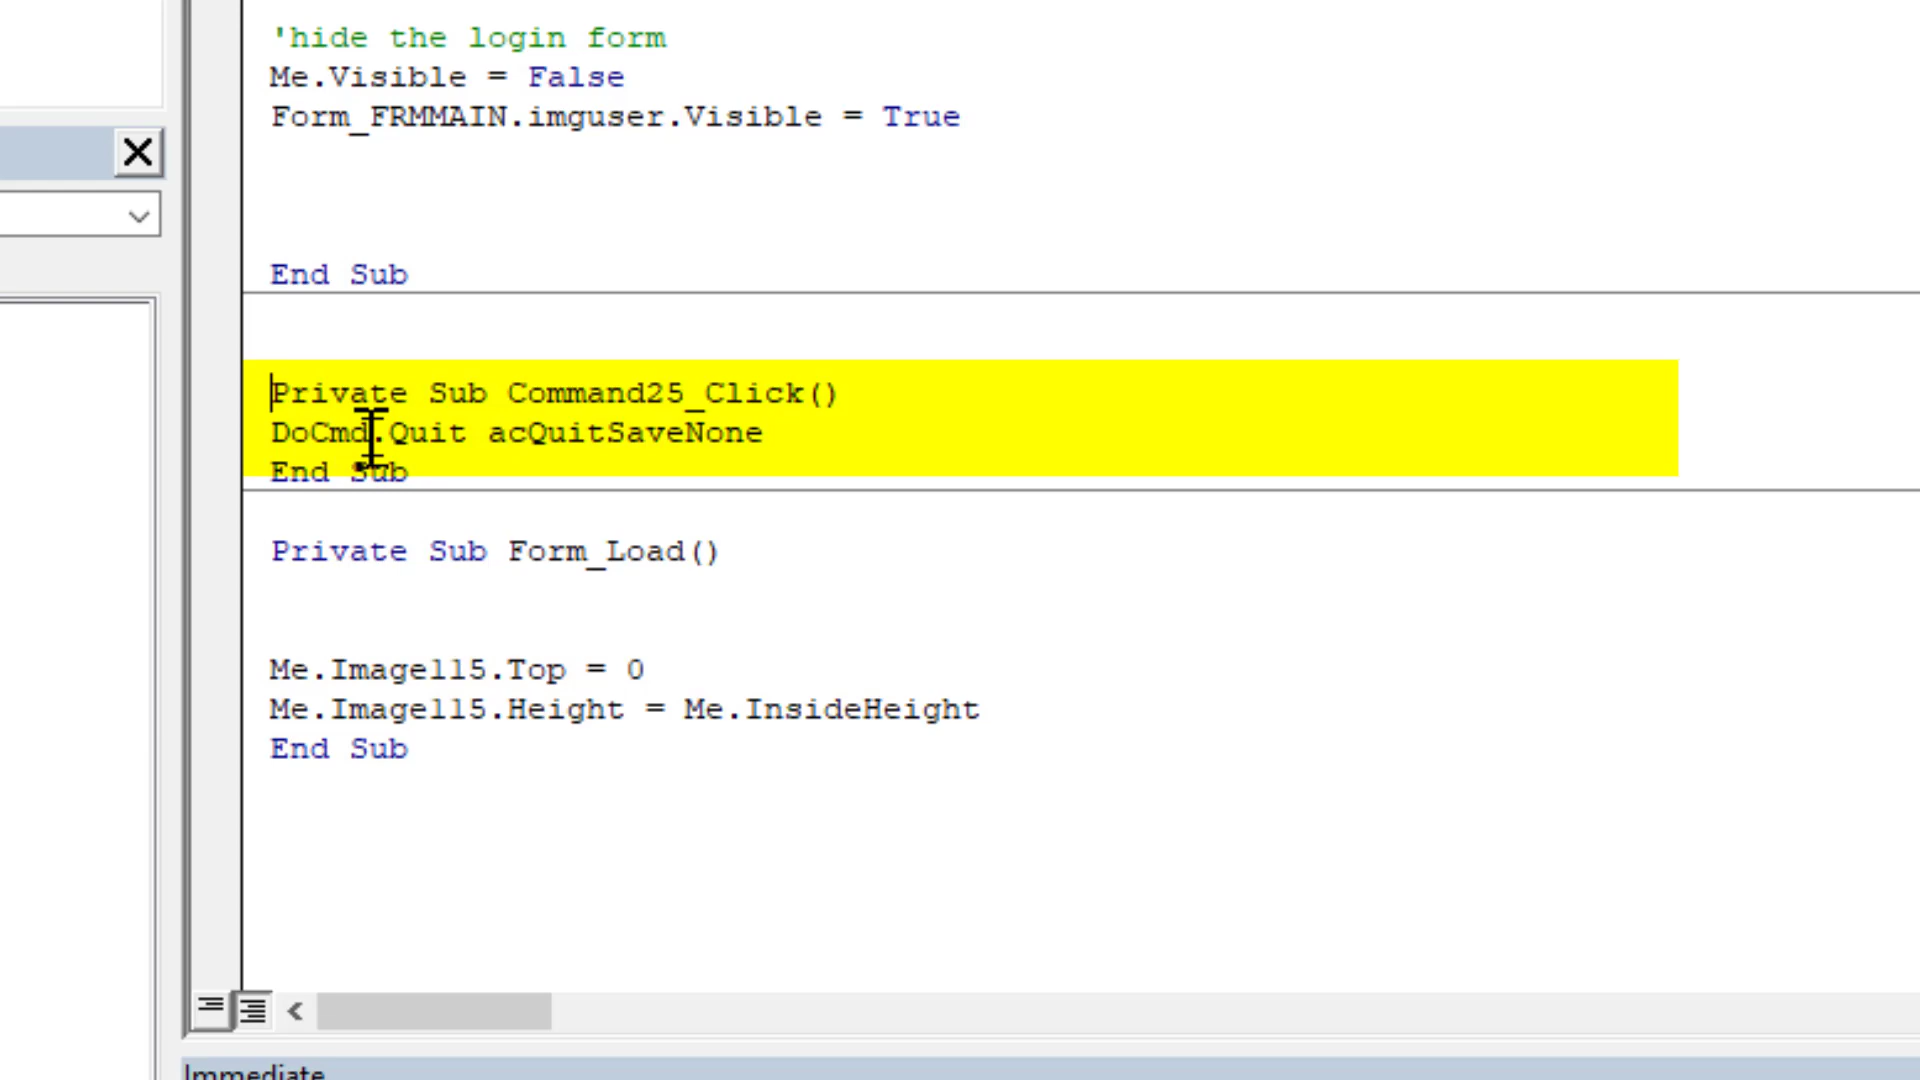 'hide the login form
Me.Visible = False
Form_FRMMAIN.imguser.Visible = True
End Sub
Private Sub Command25_Click()
DoCmd.Quit acQuitSaveNone
End Sub
Private Sub Form_Load()
Me.Image115.Top = 0
Me.Image115.Height = Me.InsideHeight
End Sub
Immediate